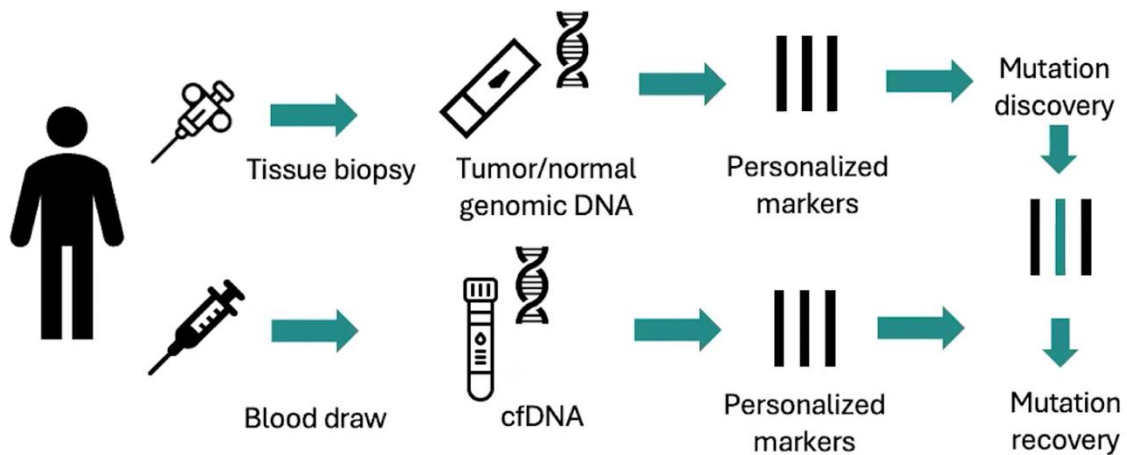 Mutation
discovery
Tissue biopsy
Tumor/normal
genomic DNA
Personalized
markers
Blood draw
cfDNA
Personalized
markers
Mutation
recovery